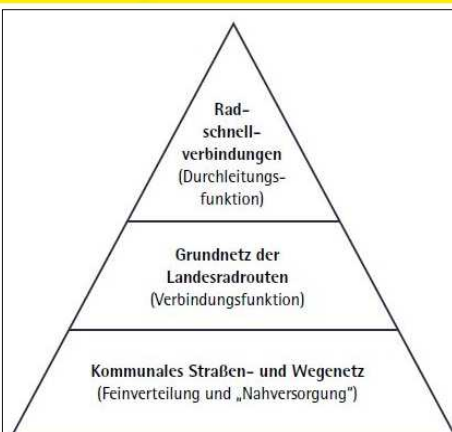 Rad-
schnell-
verbindungen
(Durchleitungs-
funktion)
Grundnetz der
Landesradrouten
(Verbindungsfunktion)
Kommunales Straßen- und Wegenetz
(Feinverteilung und „Nahversorgung“)